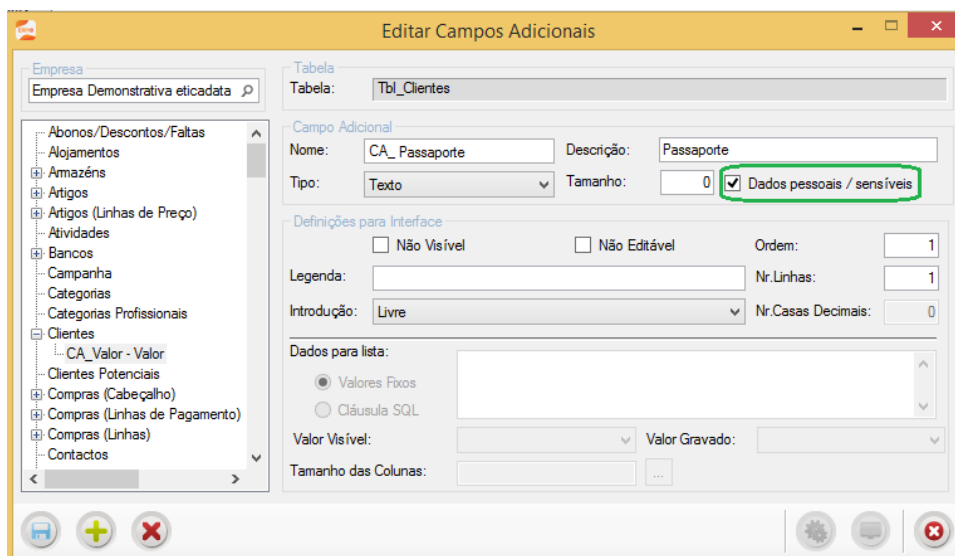 Editar Campos Adicionais
Empresa
Empresa Demonstrativa eticadata
Abonos/Descontos/Faltas
Alojamentos
Armazéns
Artigos
Artigos (Linhas de Preço)
Atividades
Bancos
Campanha
Categorias
Categorias Profissionais
Clientes
CA_Valor - Valor
Clientes Potenciais
Compras (Cabeçalho)
Compras (Linhas de Pagamento)
Compras (Linhas)
Contactos
Tabela
Tabela: Tbl_Clientes
Campo Adicional
Nome: CA_ Passaporte Descrição: Passaporte
Tipo: Texto Tamanho: 0 Dados pessoais / sensíveis
Definições para Interface
Não Visível Não Editável Ordem: 1
Legenda: Nr.Linhas: 1
Introdução: Livre Nr.Casas Decimais: 0
Dados para lista:
Valores Fixos
Cláusula SQL
Valor Visível: Valor Gravado:
Tamanho das Colunas: ...